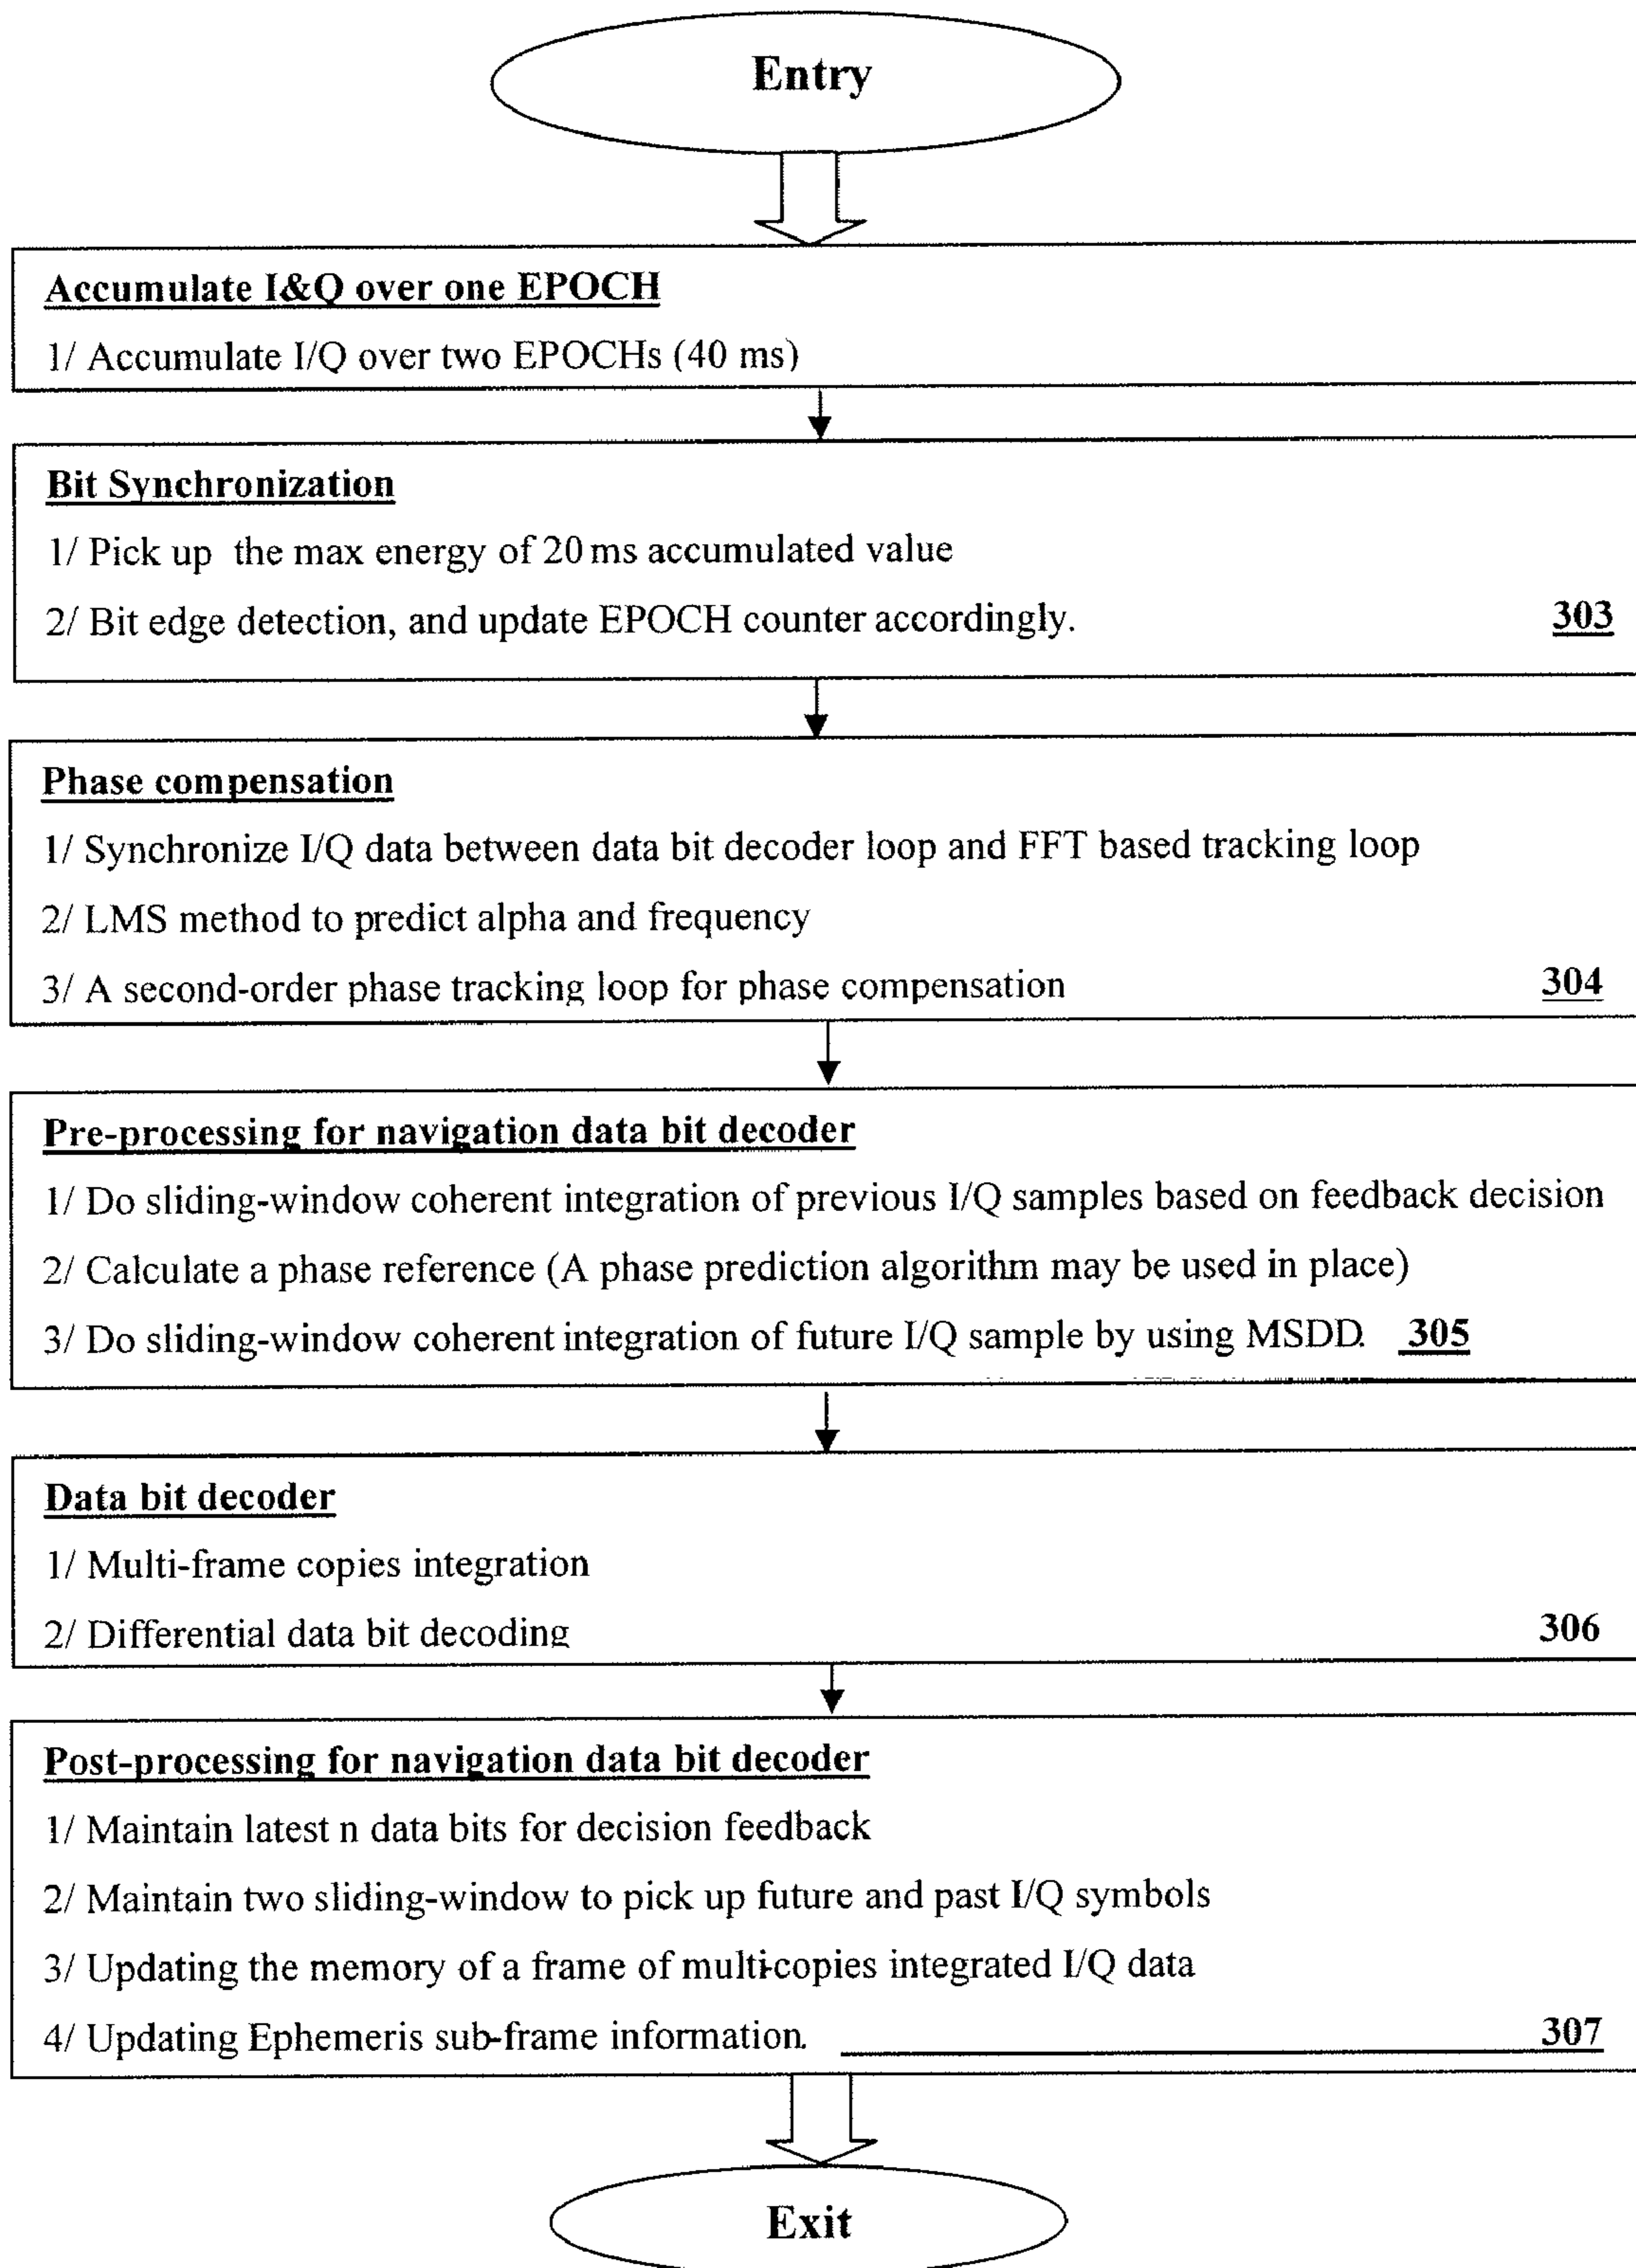 Entry
Accumulate I&Q over one EPOCH
1/ Accumulate I/Q over two EPOCHs (40 ms)
Bit Synchronization
1/ Pick up the max energy of 20 ms accumulated value
2/ Bit edge detection, and update EPOCH counter accordingly. 303
Phase compensation
1/ Synchronize I/Q data between data bit decoder loop and FFT based tracking loop
2/ LMS method to predict alpha and frequency
3/ A second-order phase tracking loop for phase compensation 304
Pre-processing for navigation data bit decoder
1/ Do sliding-window coherent integration of previous I/Q samples based on feedback decision
2/ Calculate a phase reference (A phase prediction algorithm may be used in place)
3/ Do sliding-window coherent integration of future I/Q sample by using MSDD. 305
Data bit decoder
1/ Multi-frame copies integration
2/ Differential data bit decoding 306
Post-processing for navigation data bit decoder
1/ Maintain latest n data bits for decision feedback
2/ Maintain two sliding-window to pick up future and past I/Q symbols
3/ Updating the memory of a frame of multi-copies integrated I/Q data
4/ Updating Ephemeris sub-frame information. 307
Exit